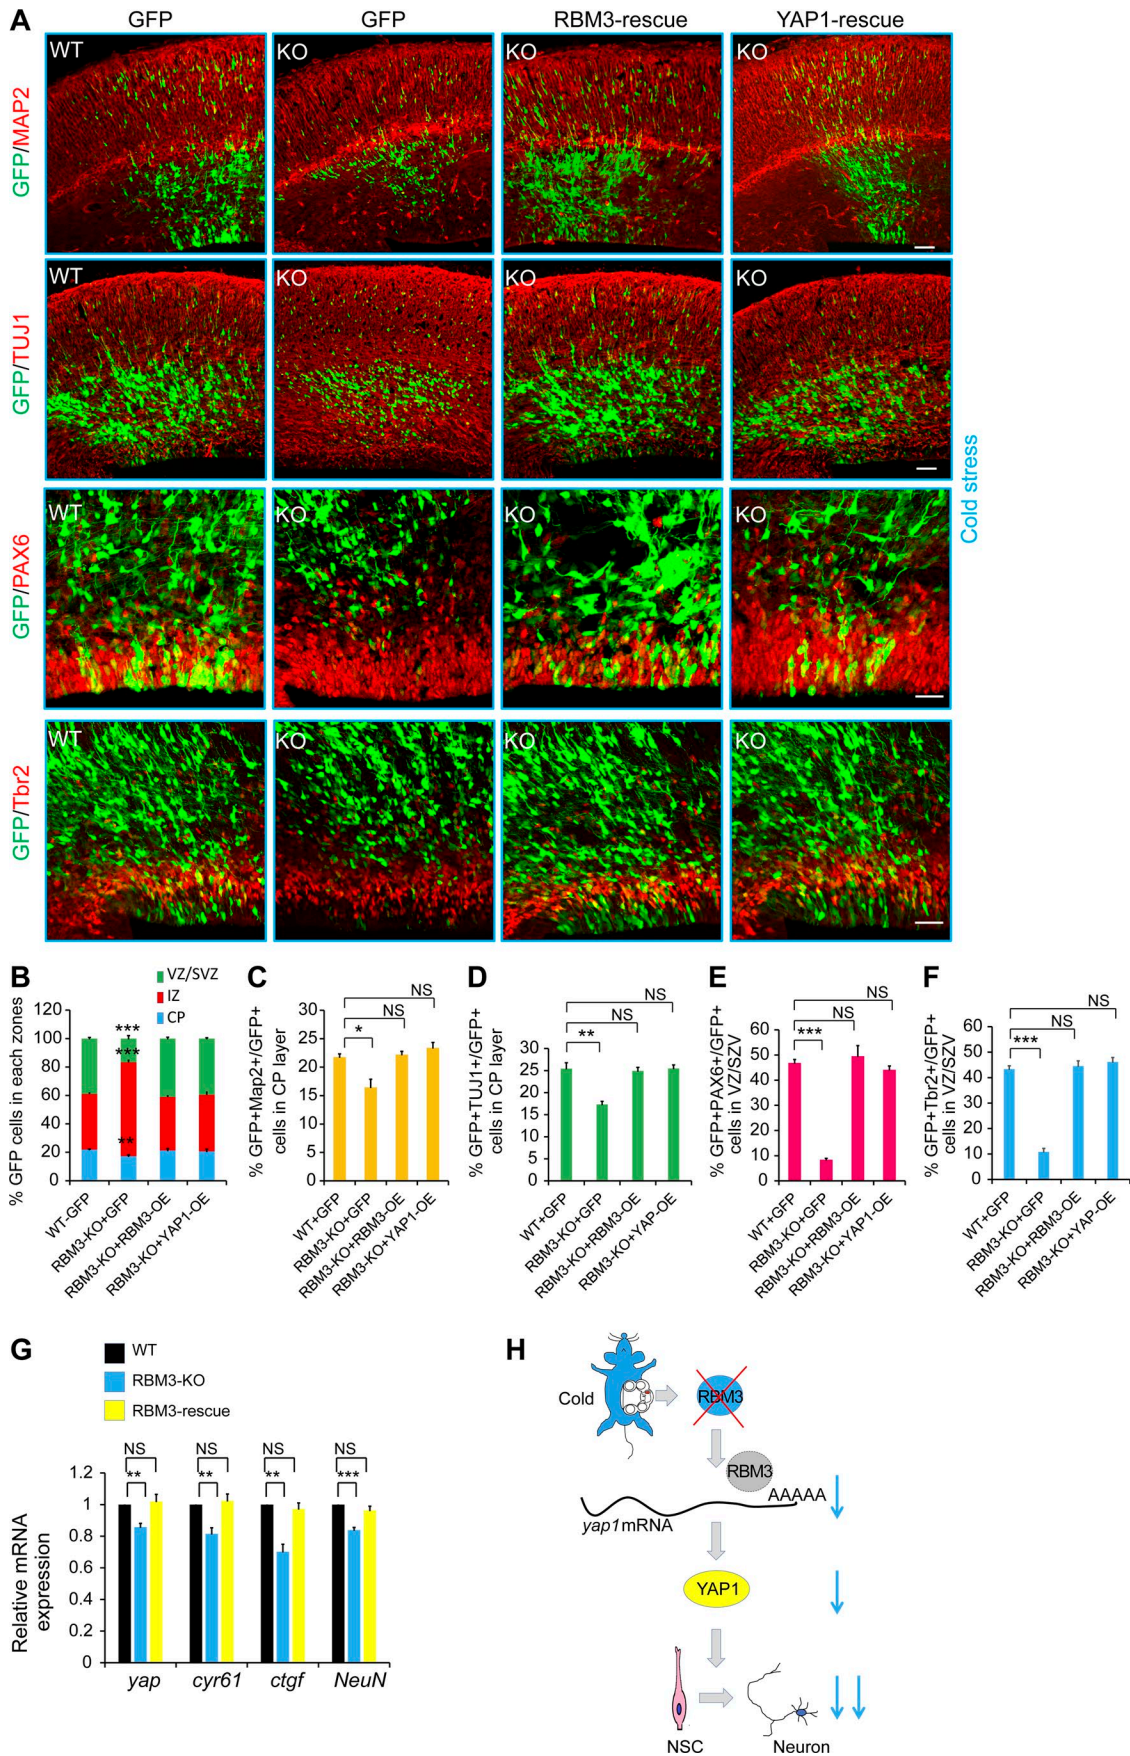 A
GFP
GFP
RBM3-rescue
YAP1-rescue
GFP/MAP2
WT
KO
KO
KO
GFP/TUJ1
WT
KO
KO
KO
GFP/PAX6
WT
KO
KO
KO
GFP/Tbr2
WT
KO
KO
KO
Cold stress
B
VZ/SVZ
IZ
CP
% GFP cells in each zones
120
100
80
60
40
20
0
***
***
**
WT-GFP
RBM3-KO+GFP
RBM3-KO+RBM3-OE
RBM3-KO+YAP1-OE
C
% GFP+Map2+/GFP+
cells in CP layer
30
25
20
15
10
5
0
NS
NS
*
WT+GFP
RBM3-KO+GFP
RBM3-KO+RBM3-OE
RBM3-KO+YAP1-OE
D
% GFP+TUJ1+/GFP+
cells in CP layer
35
30
25
20
15
10
5
0
NS
NS
**
WT+GFP
RBM3-KO+GFP
RBM3-KO+RBM3-OE
RBM3-KO+YAP1-OE
E
% GFP+PAX6+/GFP+
cells in VZ/SZV
60
50
40
30
20
10
0
NS
NS
***
WT+GFP
RBM3-KO+GFP
RBM3-KO+RBM3-OE
RBM3-KO+YAP1-OE
F
% GFP+Tbr2+/GFP+
cells in VZ/SZV
60
50
40
30
20
10
0
NS
NS
***
WT+GFP
RBM3-KO+GFP
RBM3-KO+RBM3-OE
RBM3-KO+YAP-OE
G
WT
RBM3-KO
RBM3-rescue
Relative mRNA
expression
1.2
1
0.8
0.6
0.4
0.2
0
NS
**
NS
**
NS
**
NS
***
yap
cyr61
ctgf
NeuN
H
Cold
RBM3
RBM3
AAAAA
yap1mRNA
YAP1
NSC
Neuron